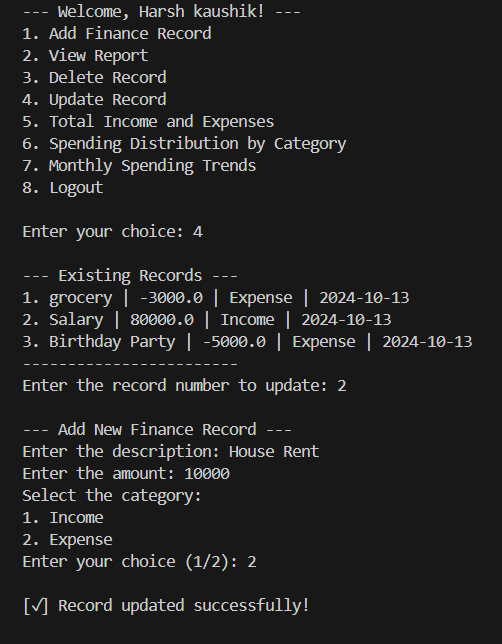 --- Welcome, Harsh kaushik! ---
1. Add Finance Record
2. View Report
3. Delete Record
4. Update Record
5. Total Income and Expenses
6. Spending Distribution by Category
7. Monthly Spending Trends
8. Logout
Enter your choice: 4
--- Existing Records ---
1. grocery | -3000.0 | Expense | 2024-10-13
2. Salary | 80000.0 | Income | 2024-10-13
3. Birthday Party | -5000.0 | Expense | 2024-10-13
------------------------
Enter the record number to update: 2
--- Add New Finance Record ---
Enter the description: House Rent
Enter the amount: 10000
Select the category:
1. Income
2. Expense
Enter your choice (1/2): 2
[✓] Record updated successfully!